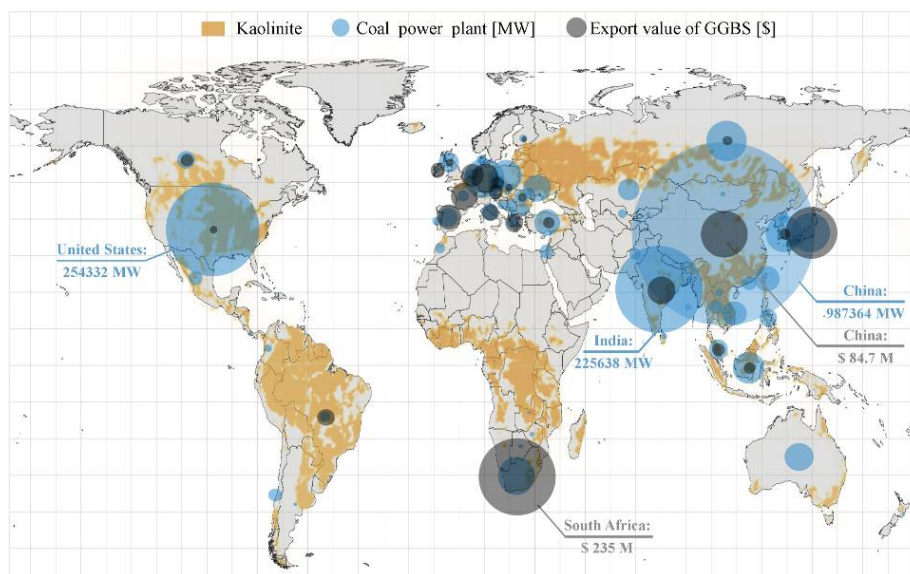 Kaolinite Coal power plant [MW] Export value of GGBS [$]
United States:
254332 MW
China:
987364 MW
India:
225638 MW
China:
$ 84.7 M
South Africa:
$ 235 M